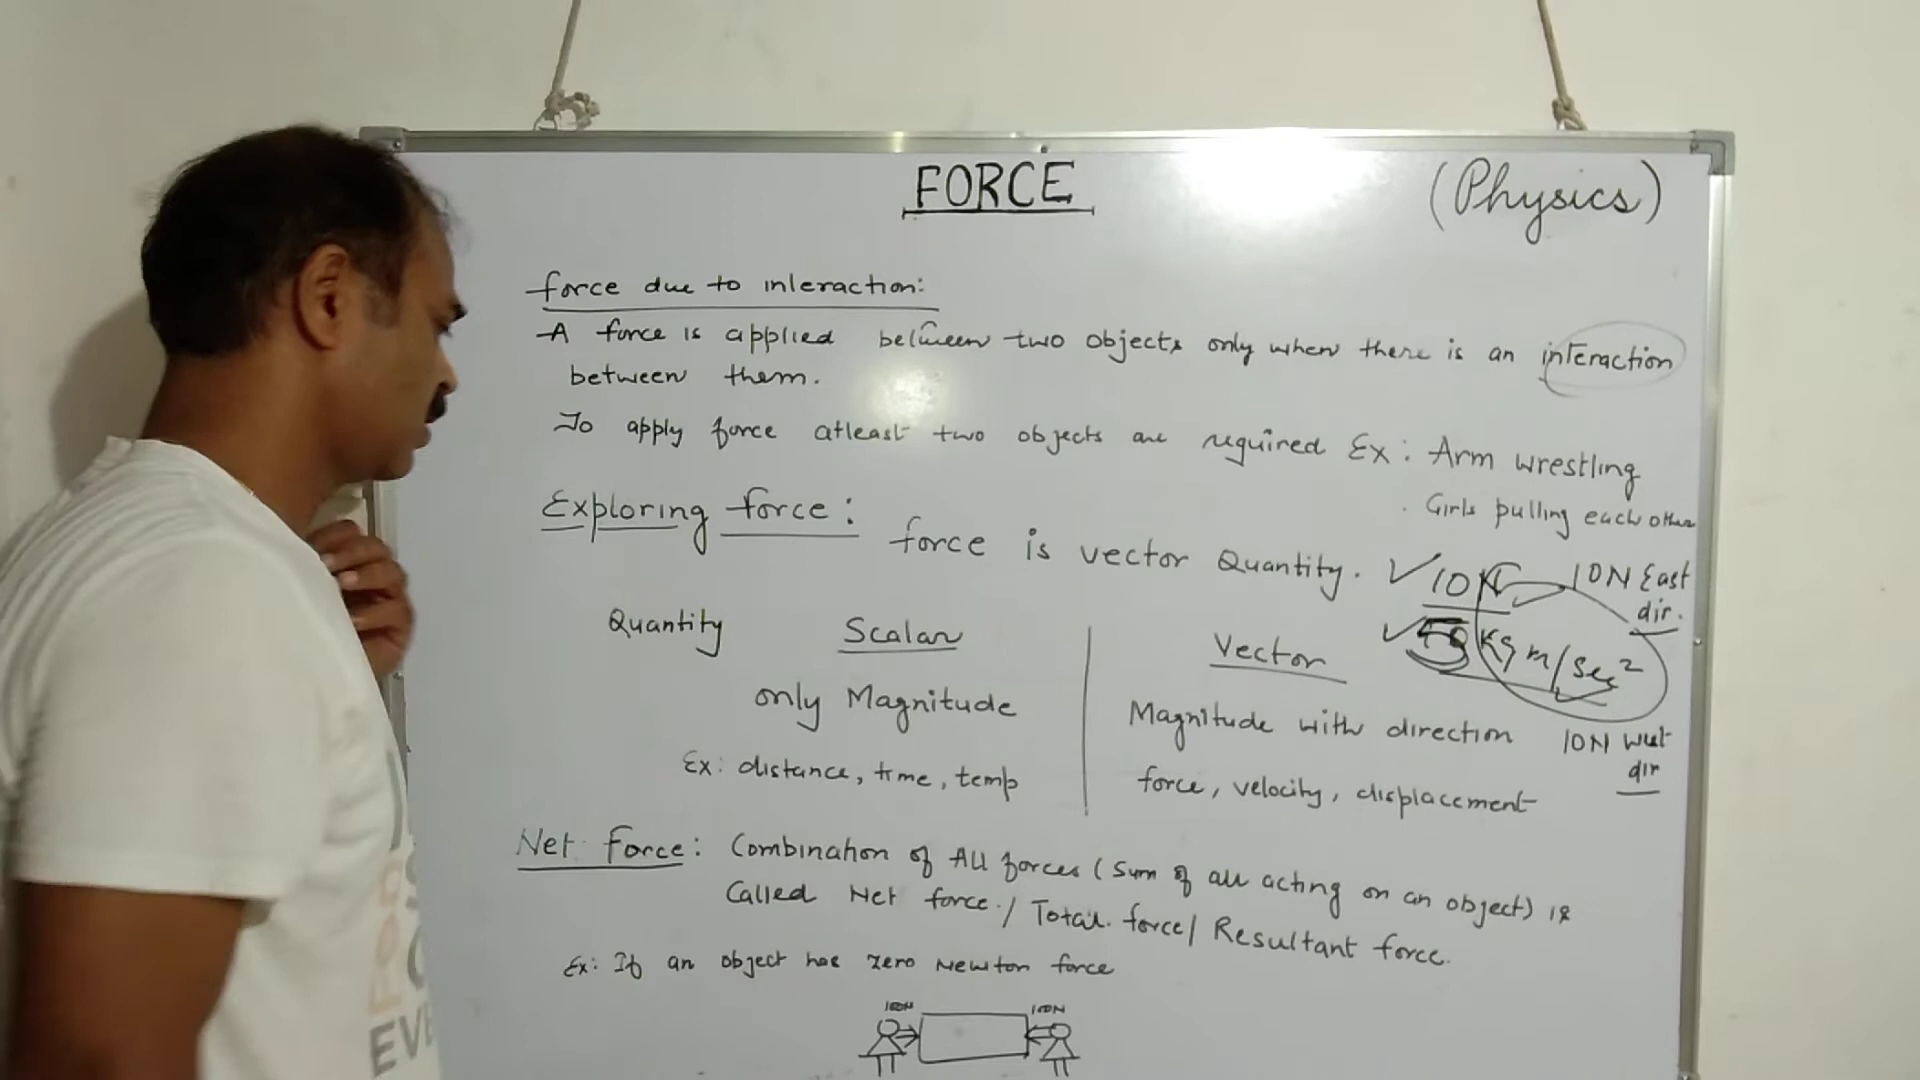 FORCE
(Physics)
force due to interaction:
A force is applied between two objects only when there is an interaction
between them.
To apply force atleast two objects are required Ex: Arm wrestling
. Girls pulling each other
Exploring force:
force is vector Quantity. ✓10N
10N East
dir.
Quantity
Scalar
Vector
✓ kg m/sec²
only Magnitude
Magnitude with direction
10N west
dir
Ex: distance, time, temp
force, velocity, displacement
Net Force: Combination of All forces (Sum of all acting on an object) is
Called Net force / Total force / Resultant force.
Ex: If an object has zero Newton force
100N
100N
EVE